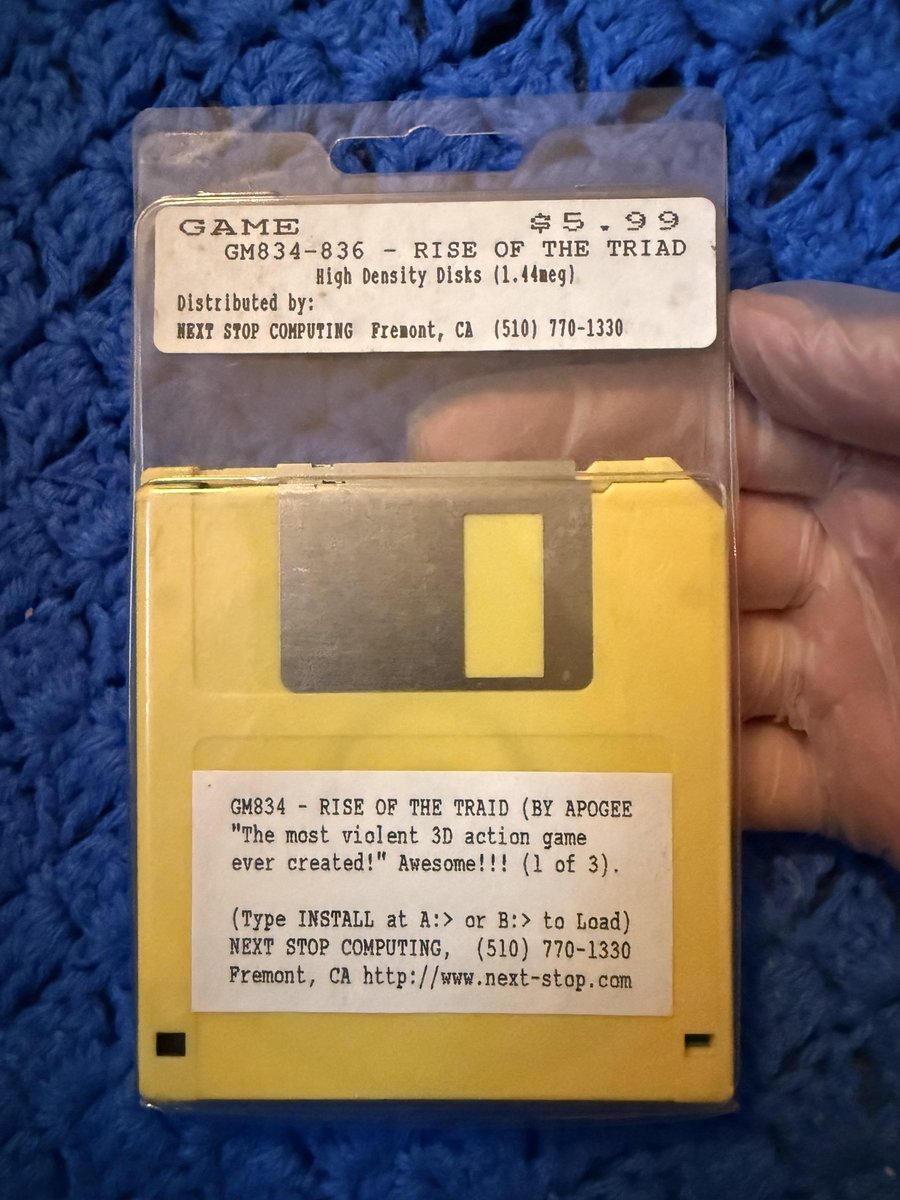 GAME $5.99
GM834-836 - RISE OF THE TRIAD
High Density Disks (1.44meg)
Distributed by:
NEXT STOP COMPUTING Fremont, CA (510) 770-1330
GM834 - RISE OF THE TRAID (BY APOGEE
"The most violent 3D action game
ever created!" Awesome!!! (1 of 3).
(Type INSTALL at A:> or B:> to Load)
NEXT STOP COMPUTING, (510) 770-1330
Fremont, CA http://www.next-stop.com